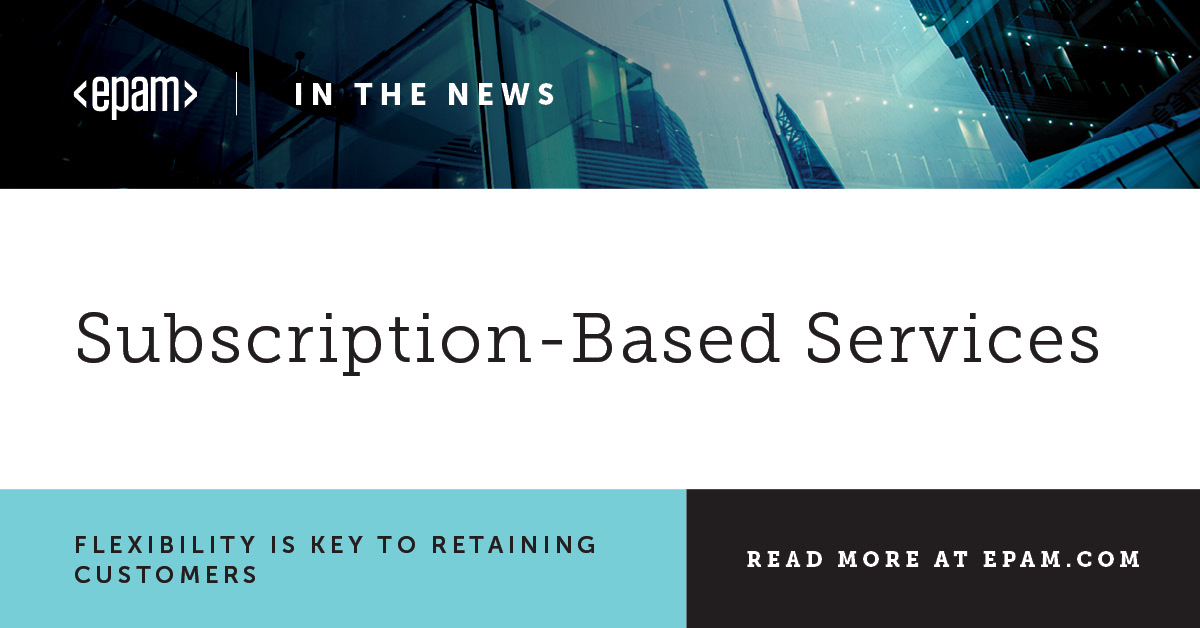 <epam> IN THE NEWS
Subscription-Based Services
FLEXIBILITY IS KEY TO RETAINING
CUSTOMERS
READ MORE AT EPAM.COM